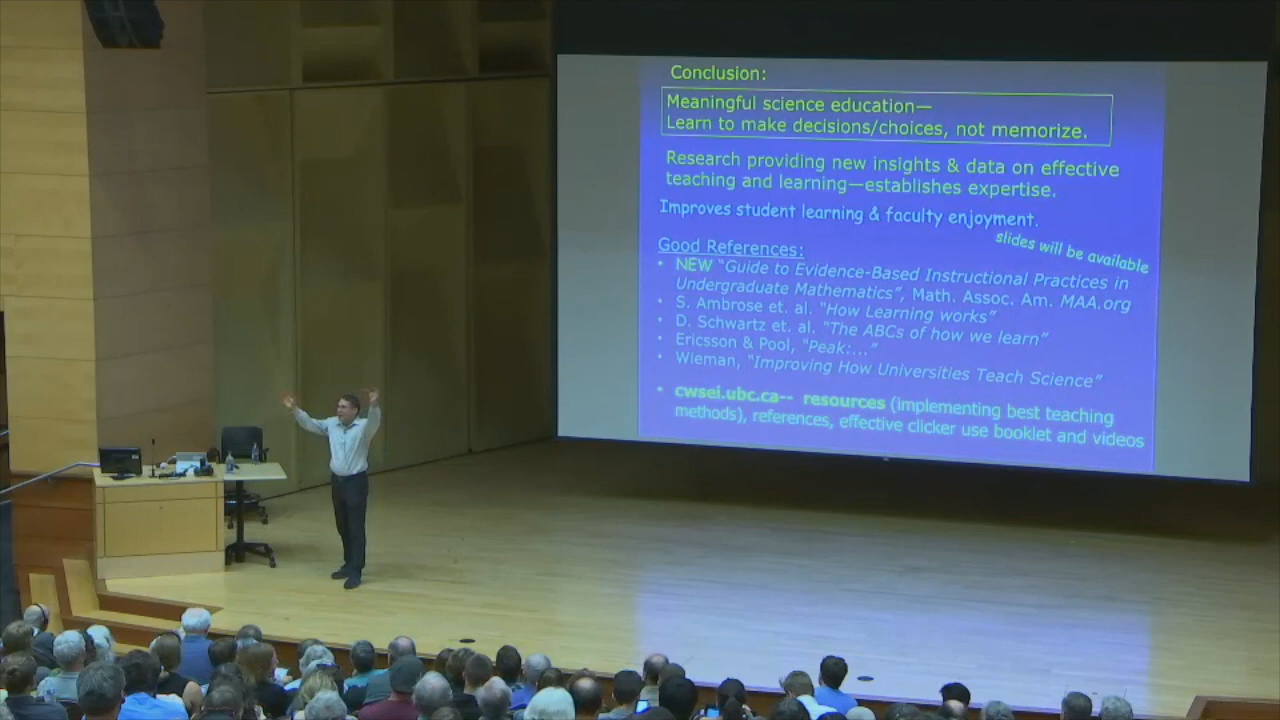 Conclusion:
Meaningful science education—
Learn to make decisions/choices, not memorize.
Research providing new insights & data on effective
teaching and learning—establishes expertise.
Improves student learning & faculty enjoyment.
slides will be available
Good References:
• NEW "Guide to Evidence-Based Instructional Practices in
Undergraduate Mathematics", Math. Assoc. Am. MAA.org
• S. Ambrose et. al. "How Learning works"
• D. Schwartz et. al. "The ABCs of how we learn"
• Ericsson & Pool, "Peak:..."
• Wieman, "Improving How Universities Teach Science"
• cwsei.ubc.ca-- resources (implementing best teaching
methods), references, effective clicker use booklet and videos